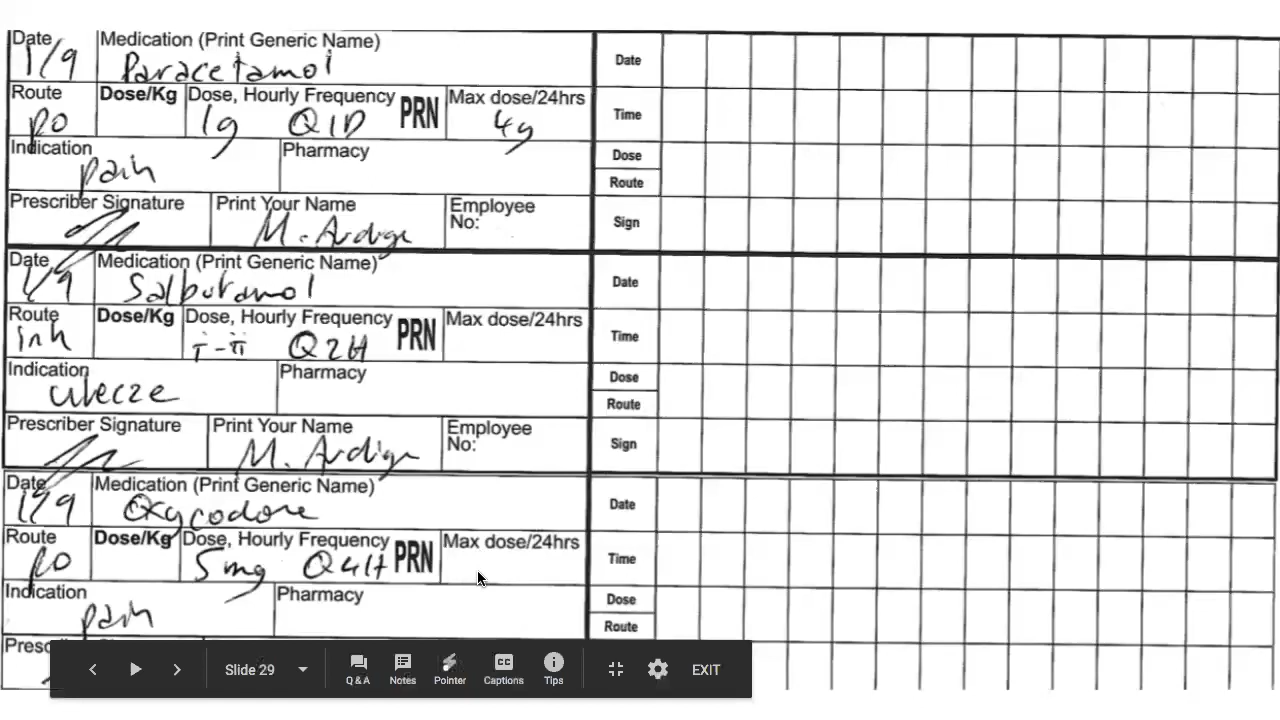 Date Medication (Print Generic Name) Date
1/9 Paracetamol
Route Dose/Kg Dose, Hourly Frequency PRN Max dose/24hrs Time
PO 1g QID 4g
Indication Pharmacy Dose
pain Route
Prescriber Signature Print Your Name Employee No: Sign
M. Ardige
Date Medication (Print Generic Name) Date
1/9 Salbutamol
Route Dose/Kg Dose, Hourly Frequency PRN Max dose/24hrs Time
inh i-ii Q2H
Indication Pharmacy Dose
wheeze Route
Prescriber Signature Print Your Name Employee No: Sign
M. Ardige
Date Medication (Print Generic Name) Date
1/9 Oxycodone
Route Dose/Kg Dose, Hourly Frequency PRN Max dose/24hrs Time
PO 5mg Q4H
Indication Pharmacy Dose
pain Route
Slide 29 Q & A Notes Pointer CC Captions Tips EXIT